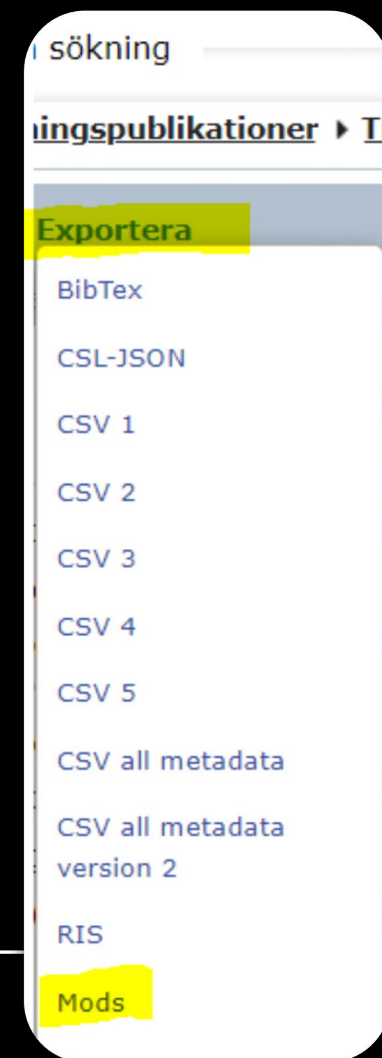 sökning
ingspublikationer
Exportera
BibTex
CSL-JSON
CSV 1
CSV 2
CSV 3
CSV 4
CSV 5
CSV all metadata
CSV all metadata
version 2
RIS
Mods